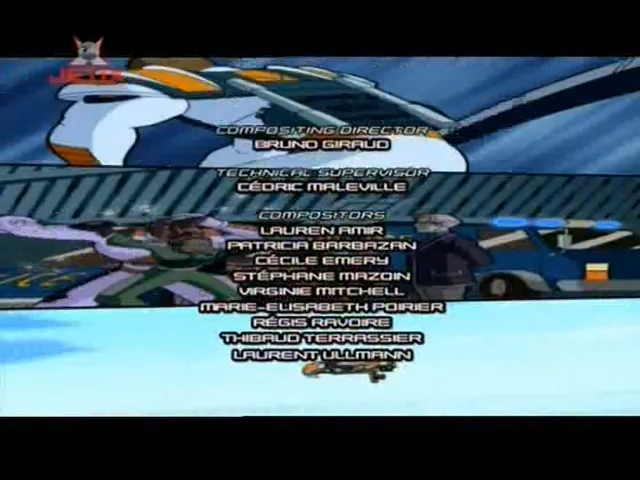 JETIX
COMPOSITING DIRECTOR
BRUNO GIRAUD
TECHNICAL SUPERVISOR
CÉDRIC MALEVILLE
COMPOSITORS
LAUREN AMIR
PATRICIA BARBAZAN
CÉCILE EMERY
STÉPHANE MAZOIN
VIRGINIE MITCHELL
MARIE-ELISABETH POIRIER
RÉGIS RAVOIRE
THIBAUD TERRASSIER
LAURENT ULLMANN